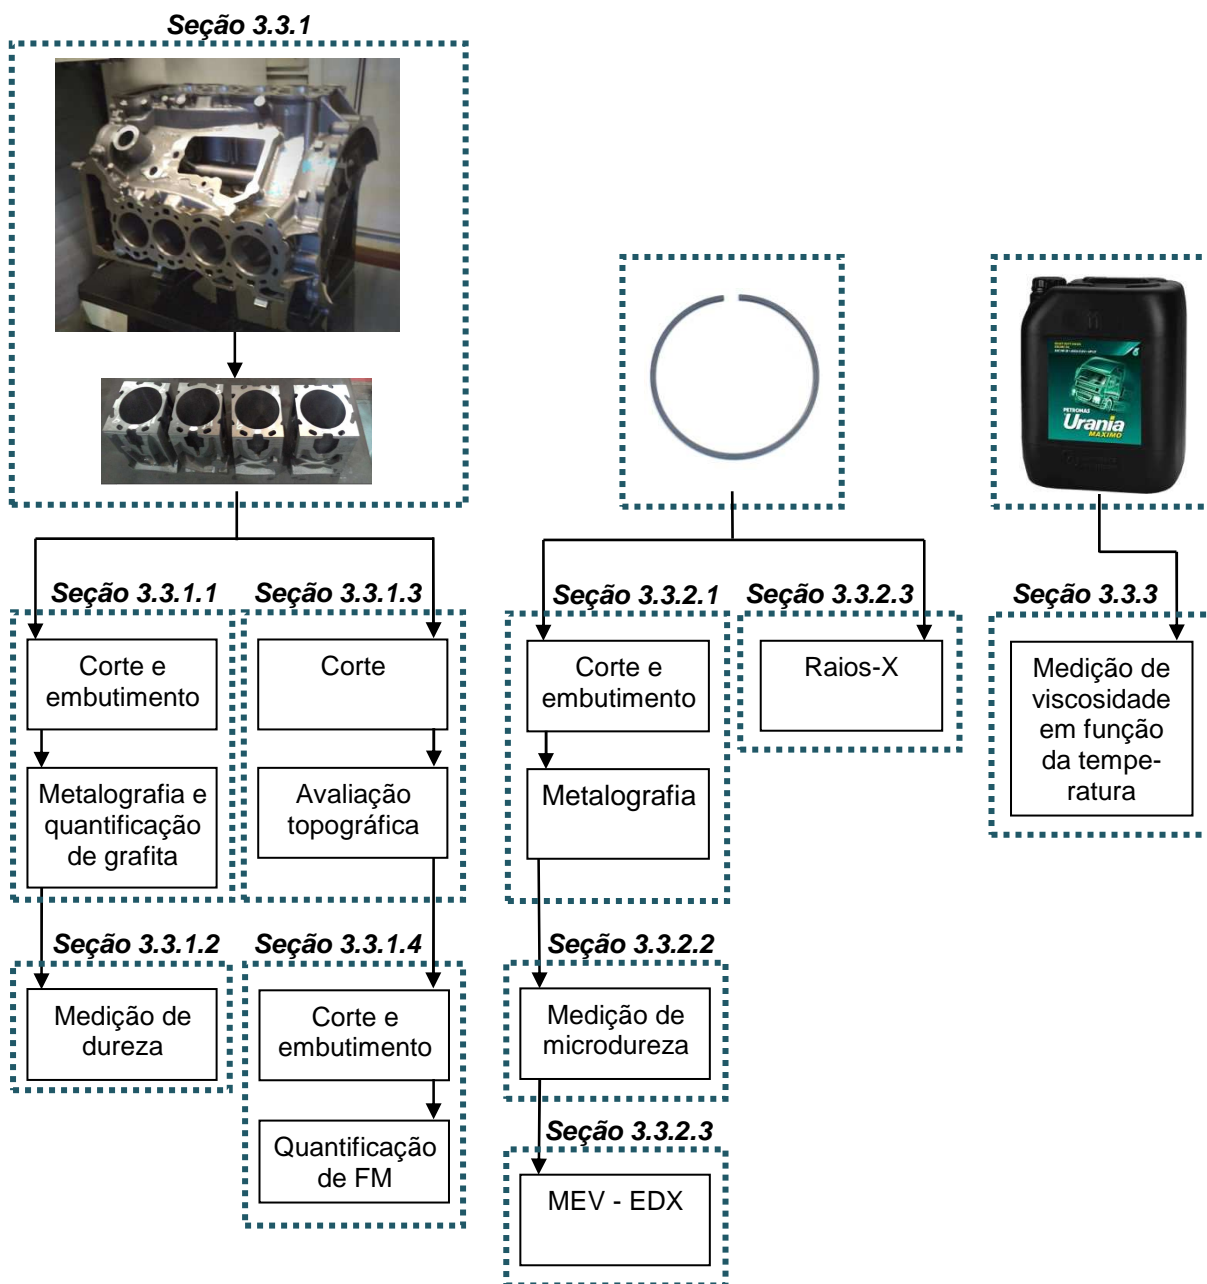 Seção 3.3.1
PETRONAS
Urania
MAXIMO
Seção 3.3.1.1
Seção 3.3.1.3
Seção 3.3.2.1
Seção 3.3.2.3
Seção 3.3.3
Corte e
embutimento
Corte
Corte e
embutimento
Raios-X
Medição de
viscosidade
em função
da tempe-
ratura
Metalografia e
quantificação
de grafita
Avaliação
topográfica
Metalografia
Seção 3.3.1.2
Seção 3.3.1.4
Seção 3.3.2.2
Medição de
dureza
Corte e
embutimento
Medição de
microdureza
Seção 3.3.2.3
Quantificação
de FM
MEV - EDX